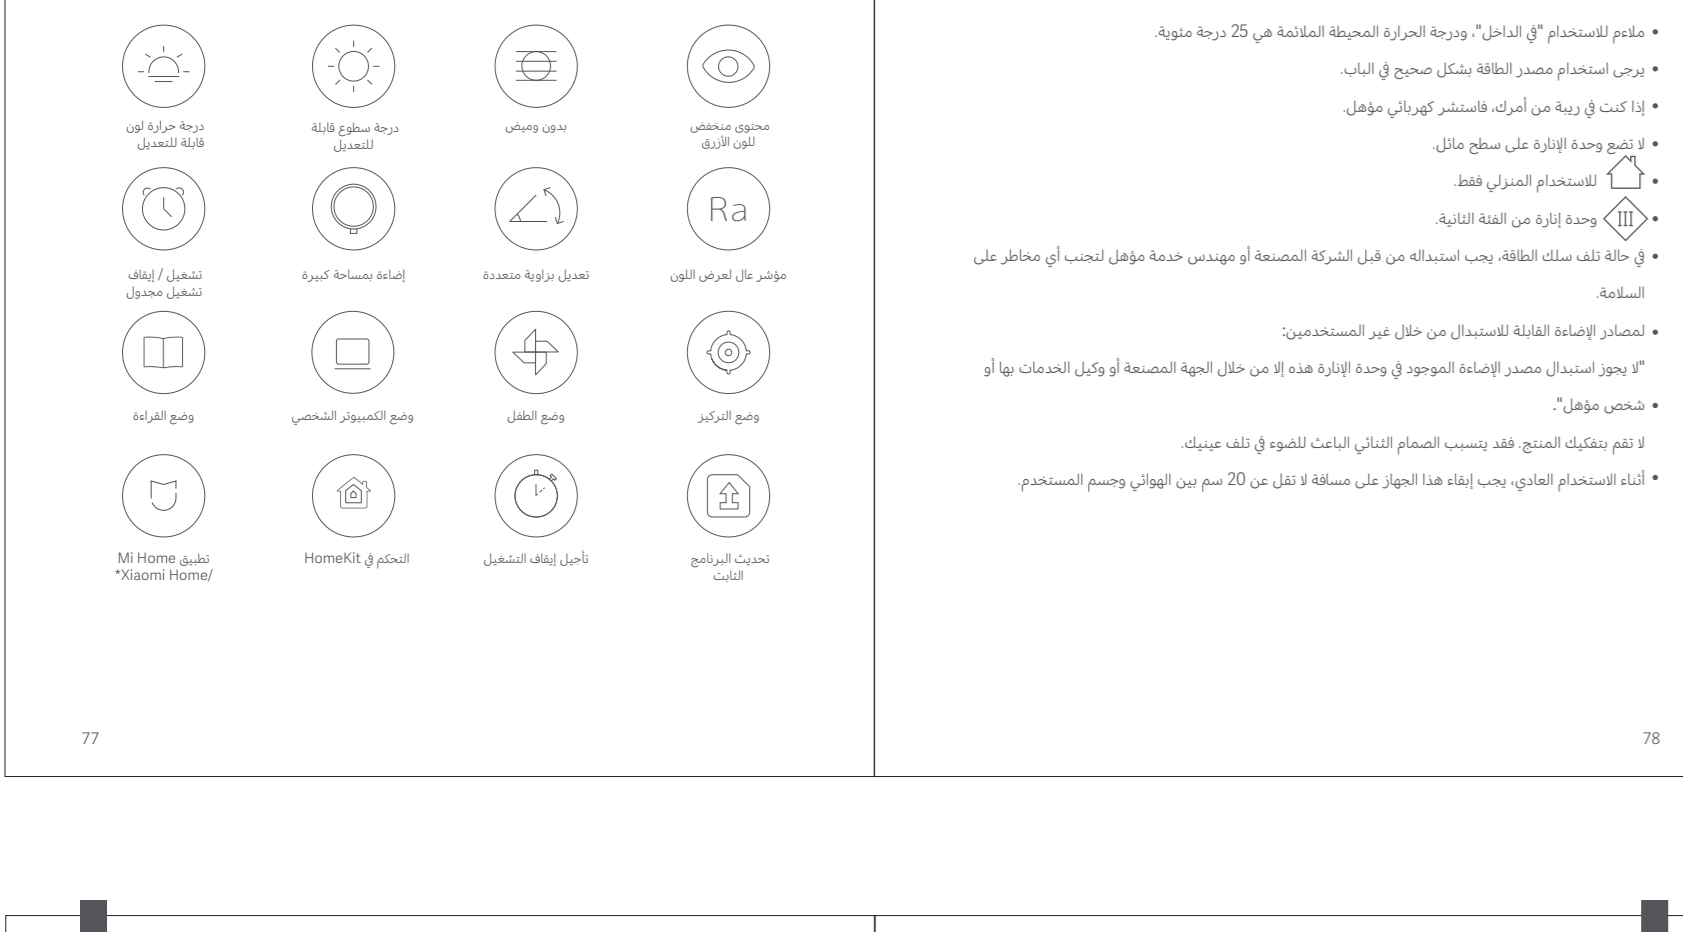 محتوى منخفض
للون الأزرق
بدون وميض
درجة سطوع قابلة
للتعديل
درجة حرارة لون
قابلة للتعديل
Ra
مؤشر عال لعرض اللون
تعديل بزاوية متعددة
إضاءة بمساحة كبيرة
تشغيل / إيقاف
تشغيل مجدول
وضع التركيز
وضع الطفل
وضع الكمبيوتر الشخصي
وضع القراءة
تحديث البرنامج
الثابت
تأجيل إيقاف التشغيل
التحكم في HomeKit
تطبيق Mi Home
/Xiaomi Home*
77
• ملاءم للاستخدام "في الداخل"، ودرجة الحرارة المحيطة الملائمة هي 25 درجة مئوية.
• يرجى استخدام مصدر الطاقة بشكل صحيح في الباب.
• إذا كنت في ريبة من أمرك، فاستشر كهربائي مؤهل.
• لا تضع وحدة الإنارة على سطح مائل.
• للاستخدام المنزلي فقط.
• III وحدة إنارة من الفئة الثانية.
• في حالة تلف سلك الطاقة، يجب استبداله من قبل الشركة المصنعة أو مهندس خدمة مؤهل لتجنب أي مخاطر على
السلامة.
• لمصادر الإضاءة القابلة للاستبدال من خلال غير المستخدمين:
"لا يجوز استبدال مصدر الإضاءة الموجود في وحدة الإنارة هذه إلا من خلال الجهة المصنعة أو وكيل الخدمات بها أو
• شخص مؤهل".
لا تقم بتفكيك المنتج. فقد يتسبب الصمام الثنائي الباعث للضوء في تلف عينيك.
• أثناء الاستخدام العادي، يجب إبقاء هذا الجهاز على مسافة لا تقل عن 20 سم بين الهوائي وجسم المستخدم.
78